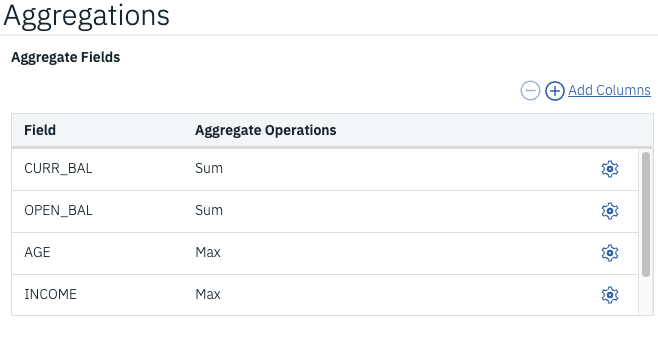 Aggregations
Aggregate Fields
Add Columns
Field Aggregate Operations
CURR_BAL Sum
OPEN_BAL Sum
AGE Max
INCOME Max